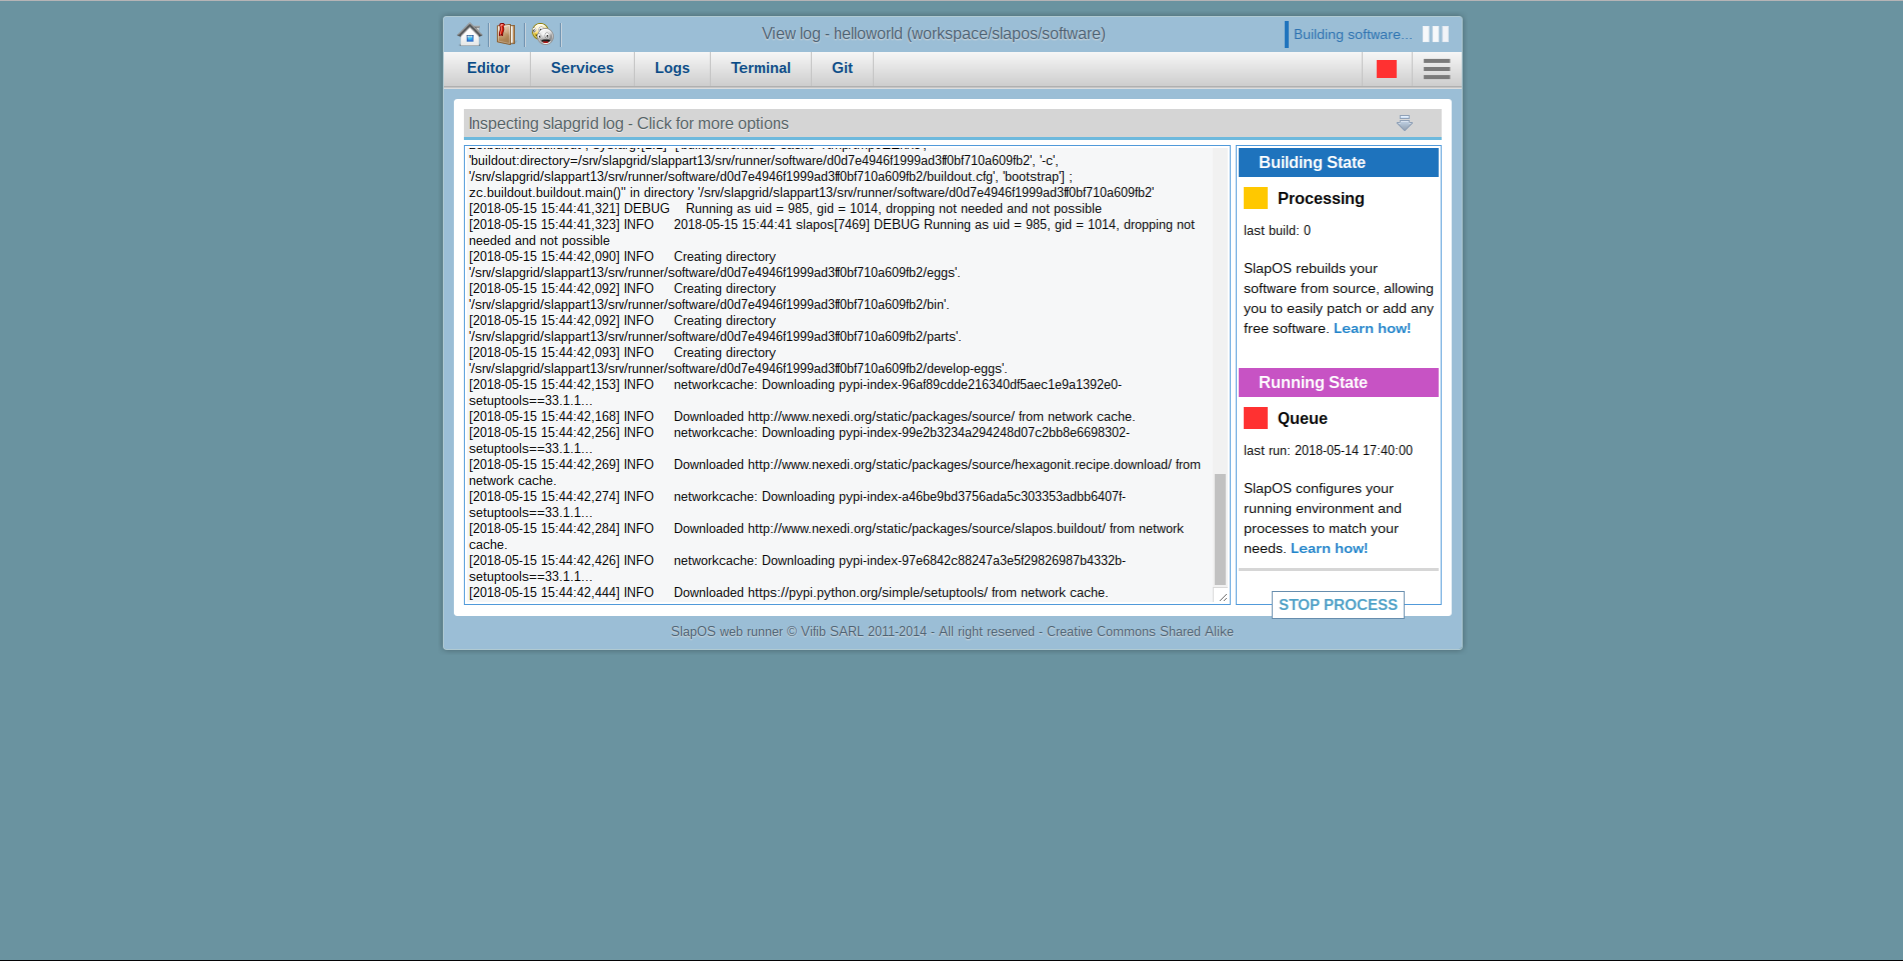 View log - helloworld (workspace/slapos/software)
Building software...
Editor
Services
Logs
Terminal
Git
Inspecting slapgrid log - Click for more options
'buildout:directory=/srv/slapgrid/slappart13/srv/runner/software/d0d7e4946f1999ad3ff0bf710a609fb2', '-c',
'/srv/slapgrid/slappart13/srv/runner/software/d0d7e4946f1999ad3ff0bf710a609fb2/buildout.cfg', 'bootstrap'] ;
zc.buildout.buildout.main()" in directory '/srv/slapgrid/slappart13/srv/runner/software/d0d7e4946f1999ad3ff0bf710a609fb2'
[2018-05-15 15:44:41,321] DEBUG Running as uid = 985, gid = 1014, dropping not needed and not possible
[2018-05-15 15:44:41,323] INFO 2018-05-15 15:44:41 slapos[7469] DEBUG Running as uid = 985, gid = 1014, dropping not
needed and not possible
[2018-05-15 15:44:42,090] INFO Creating directory
'/srv/slapgrid/slappart13/srv/runner/software/d0d7e4946f1999ad3ff0bf710a609fb2/eggs'.
[2018-05-15 15:44:42,092] INFO Creating directory
'/srv/slapgrid/slappart13/srv/runner/software/d0d7e4946f1999ad3ff0bf710a609fb2/bin'.
[2018-05-15 15:44:42,092] INFO Creating directory
'/srv/slapgrid/slappart13/srv/runner/software/d0d7e4946f1999ad3ff0bf710a609fb2/parts'.
[2018-05-15 15:44:42,093] INFO Creating directory
'/srv/slapgrid/slappart13/srv/runner/software/d0d7e4946f1999ad3ff0bf710a609fb2/develop-eggs'.
[2018-05-15 15:44:42,153] INFO networkcache: Downloading pypi-index-96af89cdde216340df5aec1e9a1392e0-
setuptools==33.1.1...
[2018-05-15 15:44:42,168] INFO Downloaded http://www.nexedi.org/static/packages/source/ from network cache.
[2018-05-15 15:44:42,256] INFO networkcache: Downloading pypi-index-99e2b3234a294248d07c2bb8e6698302-
setuptools==33.1.1...
[2018-05-15 15:44:42,269] INFO Downloaded http://www.nexedi.org/static/packages/source/hexagonit.recipe.download/ from
network cache.
[2018-05-15 15:44:42,274] INFO networkcache: Downloading pypi-index-a46be9bd3756ada5c303353adbb6407f-
setuptools==33.1.1...
[2018-05-15 15:44:42,284] INFO Downloaded http://www.nexedi.org/static/packages/source/slapos.buildout/ from network
cache.
[2018-05-15 15:44:42,426] INFO networkcache: Downloading pypi-index-97e6842c88247a3e5f29826987b4332b-
setuptools==33.1.1...
[2018-05-15 15:44:42,444] INFO Downloaded https://pypi.python.org/simple/setuptools/ from network cache.
Building State
Processing
last build: 0
SlapOS rebuilds your
software from source, allowing
you to easily patch or add any
free software. Learn how!
Running State
Queue
last run: 2018-05-14 17:40:00
SlapOS configures your
running environment and
processes to match your
needs. Learn how!
STOP PROCESS
SlapOS web runner © Vifib SARL 2011-2014 - All right reserved - Creative Commons Shared Alike